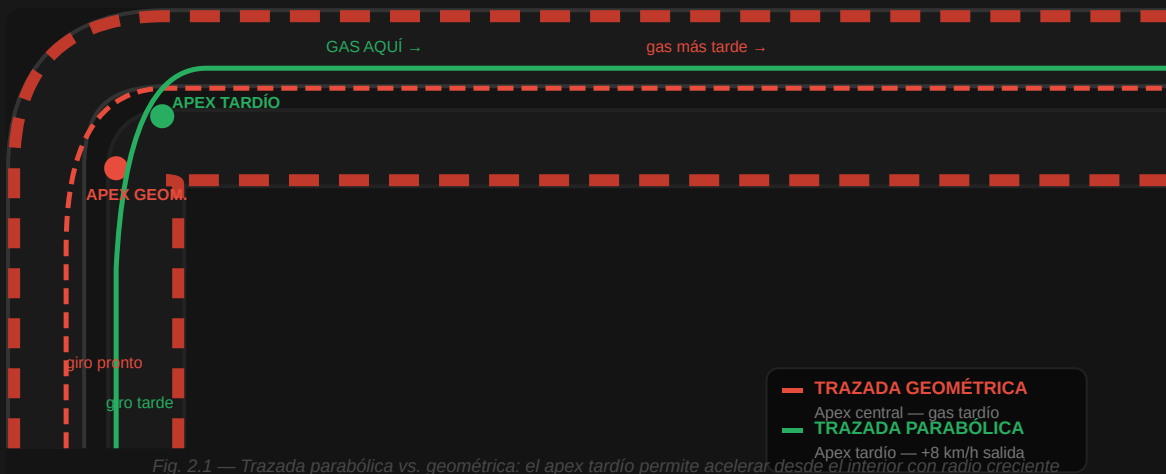 GAS AQUÍ →
gas más tarde →
APEX TARDÍO
APEX GEOM.
giro pronto
giro tarde
TRAZADA GEOMÉTRICA
Apex central — gas tardío
TRAZADA PARABÓLICA
Apex tardío — +8 km/h salida
Fig. 2.1 — Trazada parabólica vs. geométrica: el apex tardío permite acelerar desde el interior con radio creciente